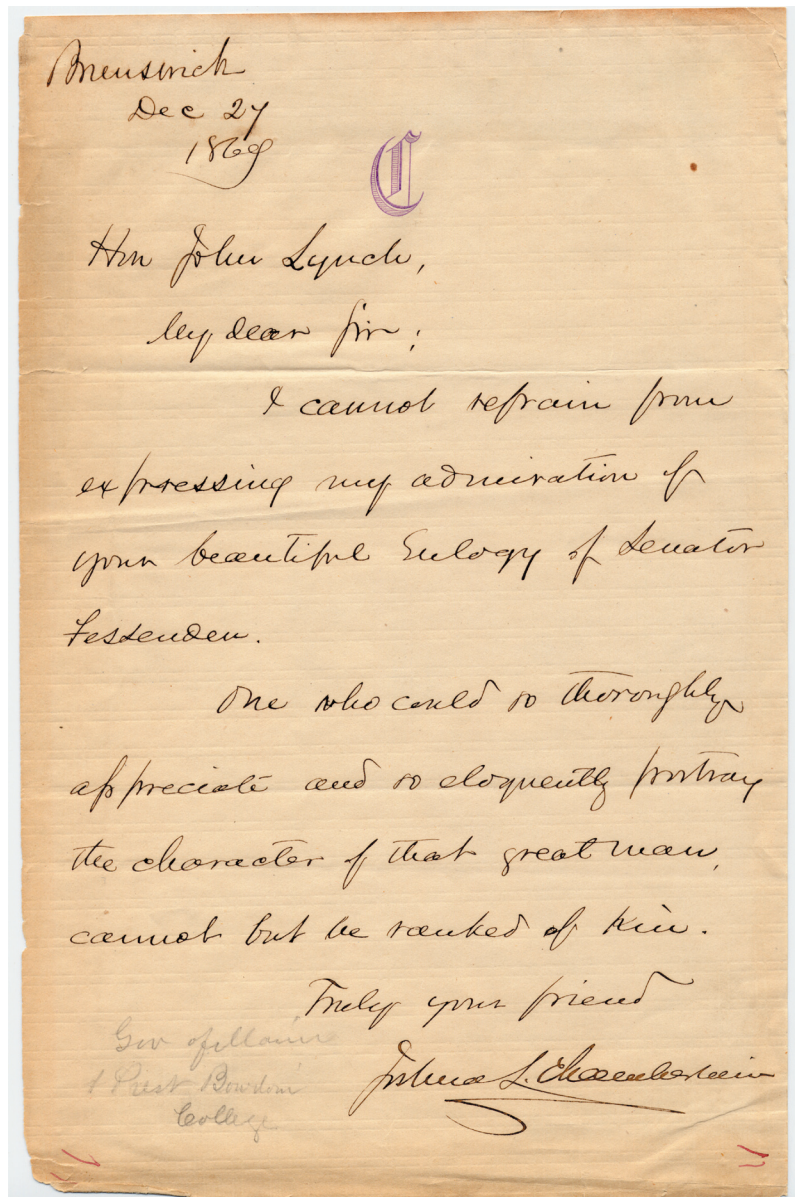 Brunswick
Dec 27
1869
C
Hon John Lynch,
My dear Sir;
I cannot refrain from
expressing my admiration of
your beautiful Eulogy of Senator
Fessenden.
One who could so thoroughly
appreciate and so eloquently portray
the character of that great man,
cannot but be ranked of kin.
Truly your friend
Joshua L. Chamberlain
Gov of Maine
& Prest Bowdoin
College